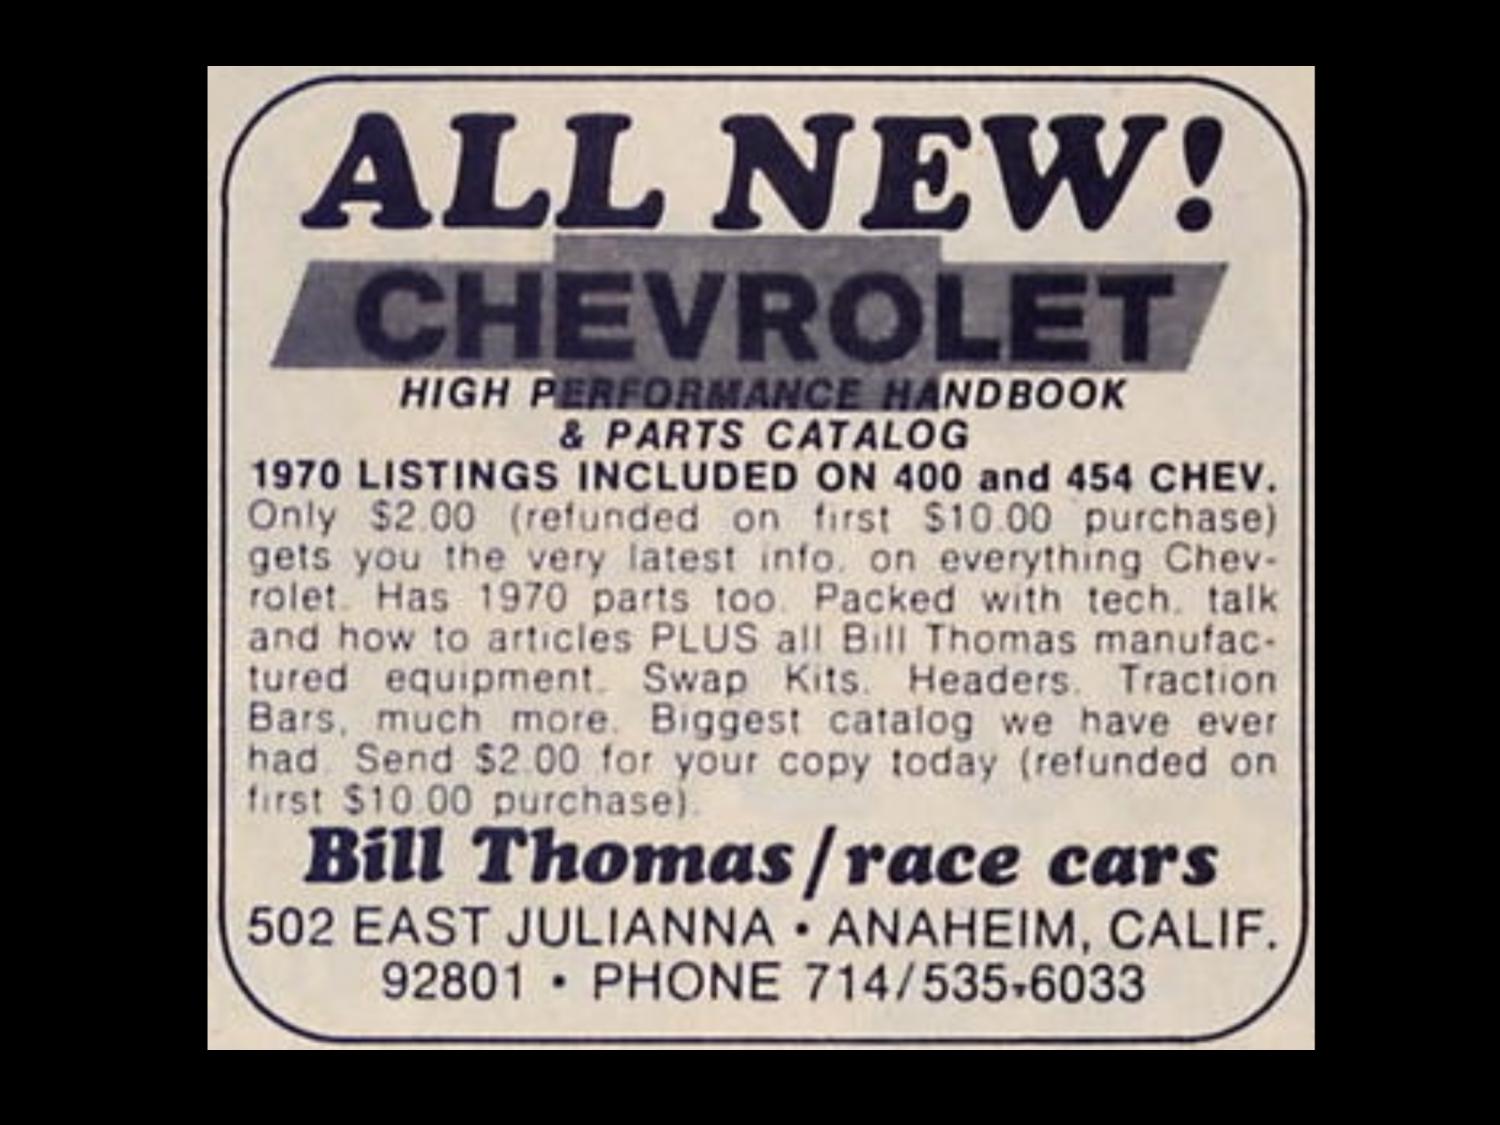 ALL NEW!
CHEVROLET
HIGH PERFORMANCE HANDBOOK
& PARTS CATALOG
1970 LISTINGS INCLUDED ON 400 and 454 CHEV.
Only $2.00 (refunded on first $10.00 purchase)
gets you the very latest info. on everything Chev-
rolet. Has 1970 parts too. Packed with tech. talk
and how to articles PLUS all Bill Thomas manufac-
tured equipment. Swap Kits. Headers. Traction
Bars, much more. Biggest catalog we have ever
had. Send $2.00 for your copy today (refunded on
first $10.00 purchase).
Bill Thomas/race cars
502 EAST JULIANNA • ANAHEIM, CALIF.
92801 • PHONE 714/535-6033